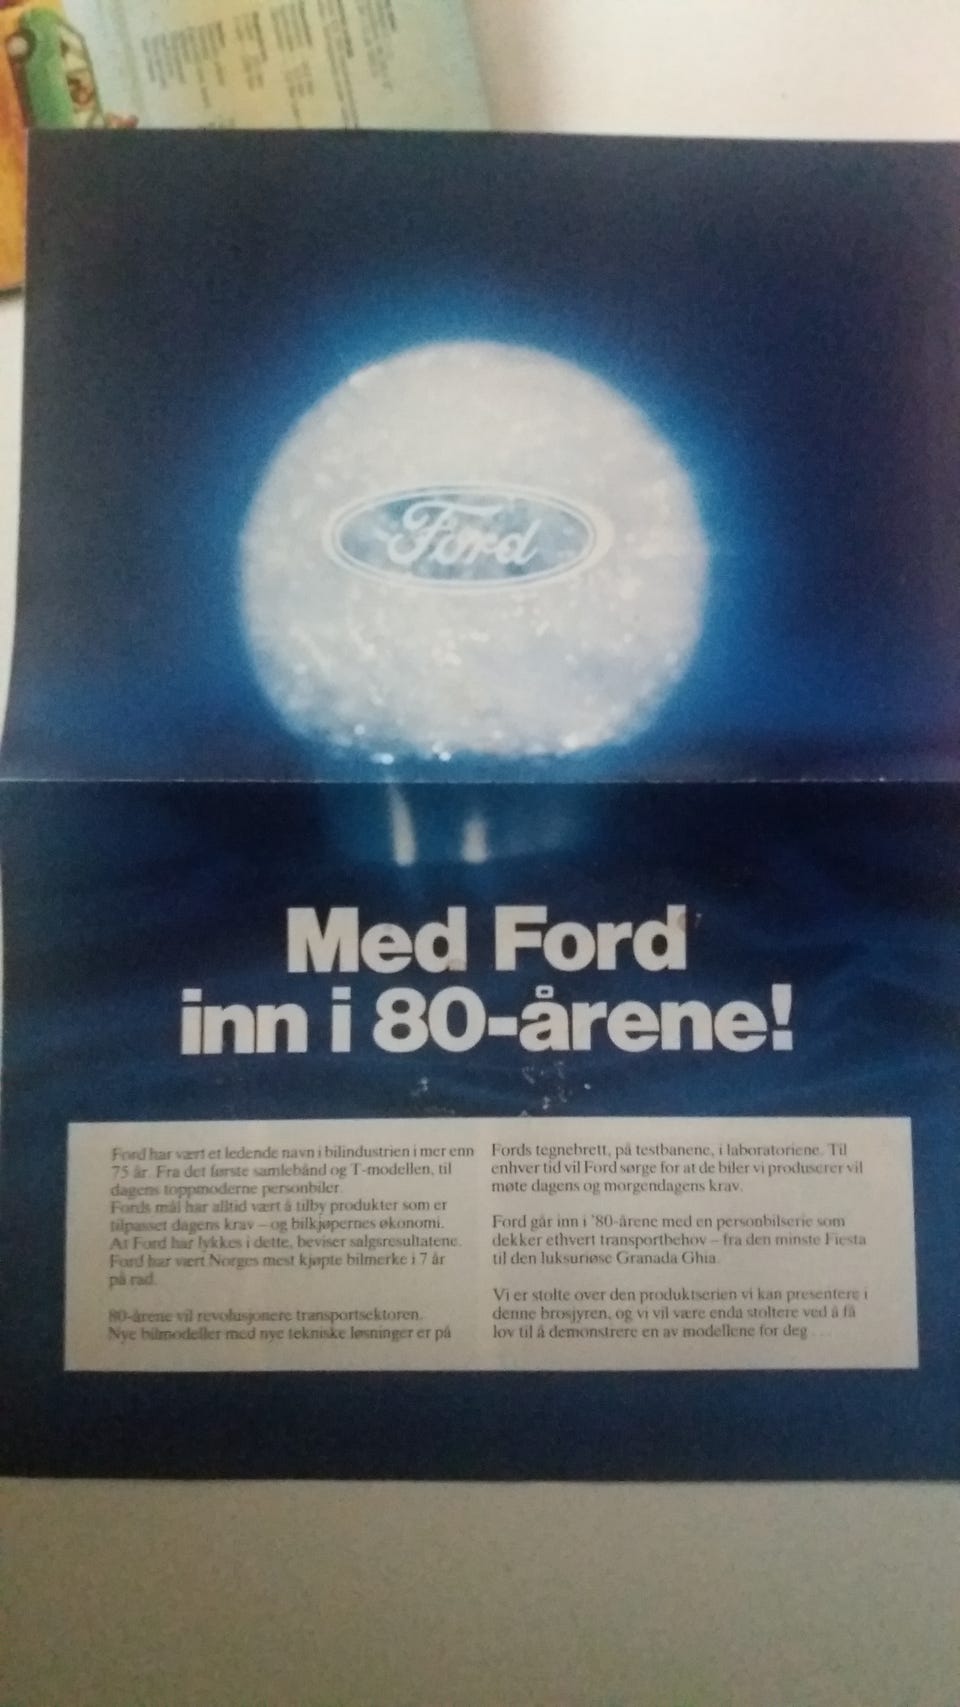 Ford
Med Ford
inn i 80-årene!
Ford har vært et ledende navn i bilindustrien i mer enn
75 år. Fra det første samlebånd og T-modellen, til
dagens toppmoderne personbiler.
Fords mål har alltid vært å tilby produkter som er
tilpasset dagens krav – og bilkjøpernes økonomi.
At Ford har lykkes i dette, beviser salgsresultatene.
Ford har vært Norges mest kjøpte bilmerke i 7 år
på rad.
80-årene vil revolusjonere transportsektoren.
Nye bilmodeller med nye tekniske løsninger er på
Fords tegnebrett, på testbanene, i laboratoriene. Til
enhver tid vil Ford sørge for at de biler vi produserer vil
møte dagens og morgendagens krav.
Ford går inn i '80-årene med en personbilserie som
dekker ethvert transportbehov – fra den minste Fiesta
til den luksuriøse Granada Ghia.
Vi er stolte over den produktserien vi kan presentere i
denne brosjyren, og vi vil være enda stoltere ved å få
lov til å demonstrere en av modellene for deg . . .